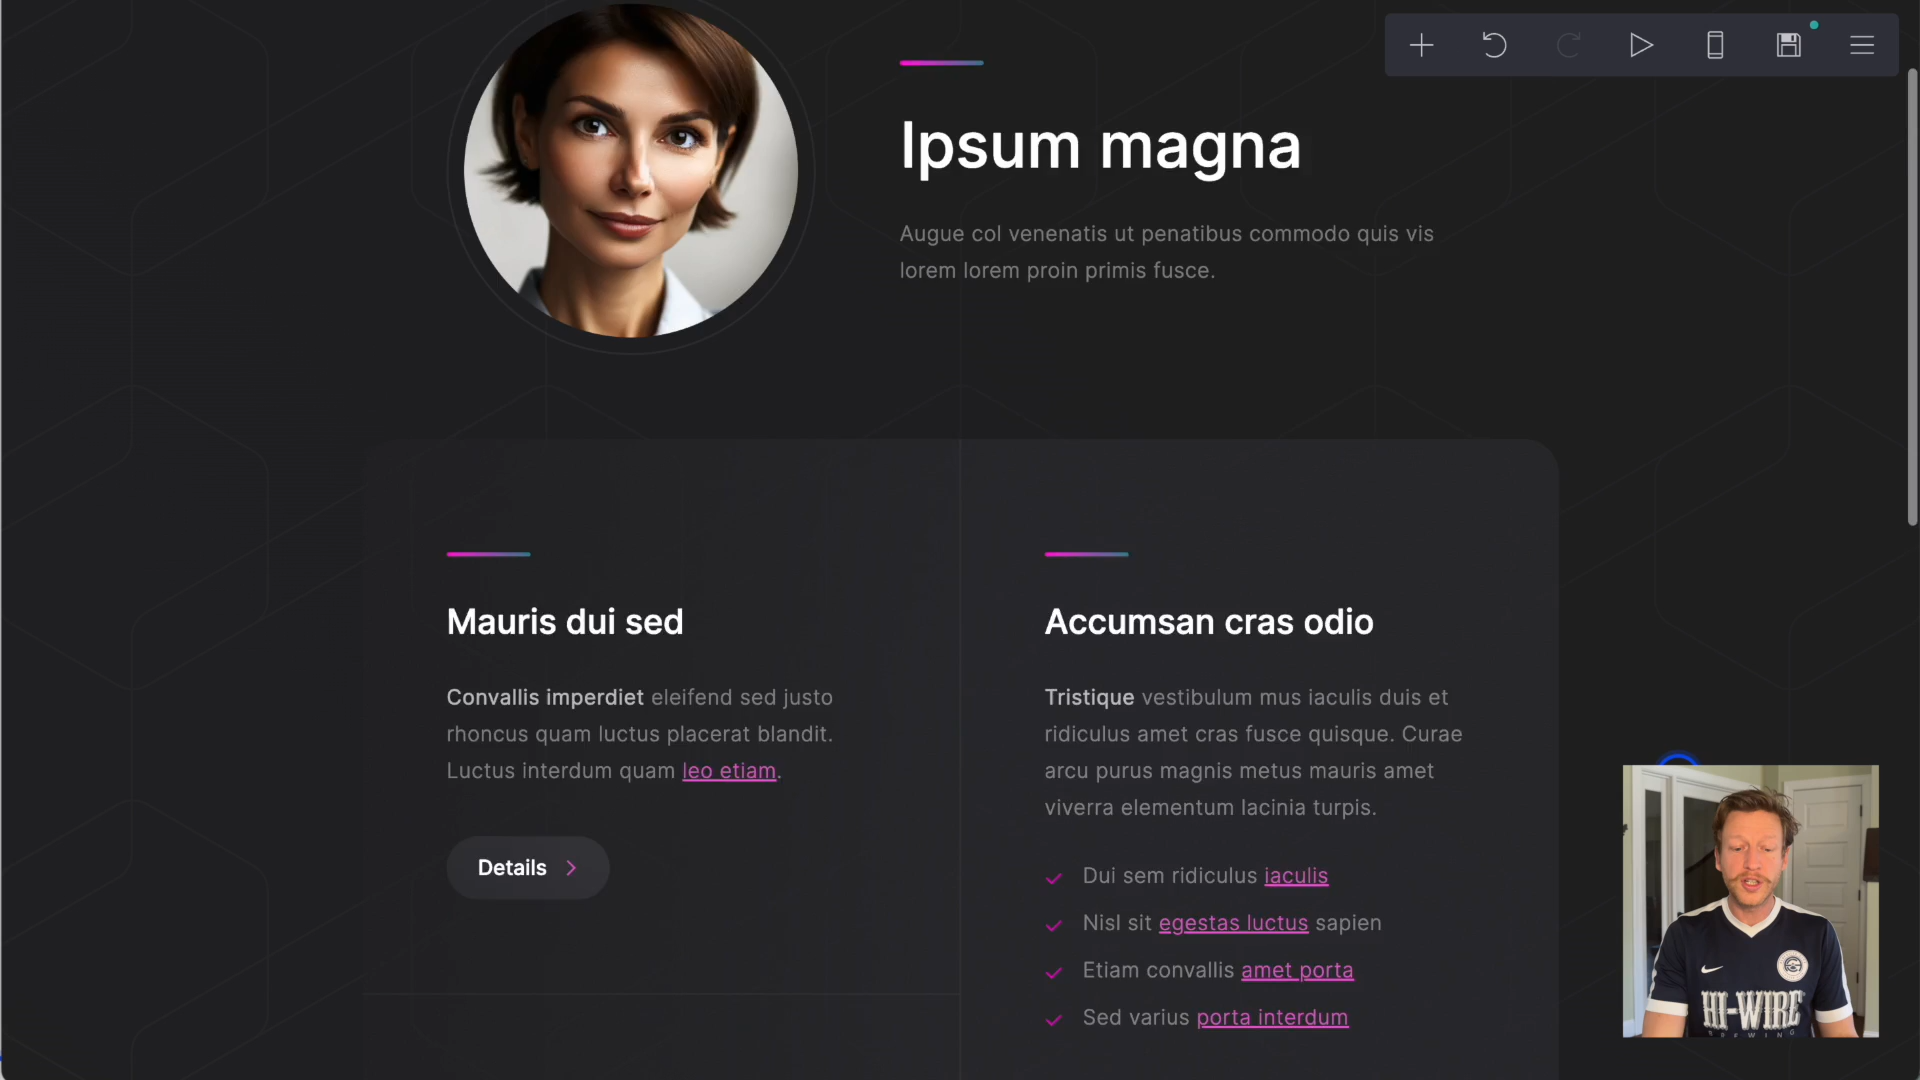 Ipsum magna
Augue col venenatis ut penatibus commodo quis vis
lorem lorem proin primis fusce.
Mauris dui sed
Convallis imperdiet eleifend sed justo
rhoncus quam luctus placerat blandit.
Luctus interdum quam leo etiam.
Details
Accumsan cras odio
Tristique vestibulum mus iaculis duis et
ridiculus amet cras fusce quisque. Curae
arcu purus magnis metus mauris amet
viverra elementum lacinia turpis.
Dui sem ridiculus iaculis
Nisl sit egestas luctus sapien
Etiam convallis amet porta
Sed varius porta interdum
HI-WIRE
BREWING